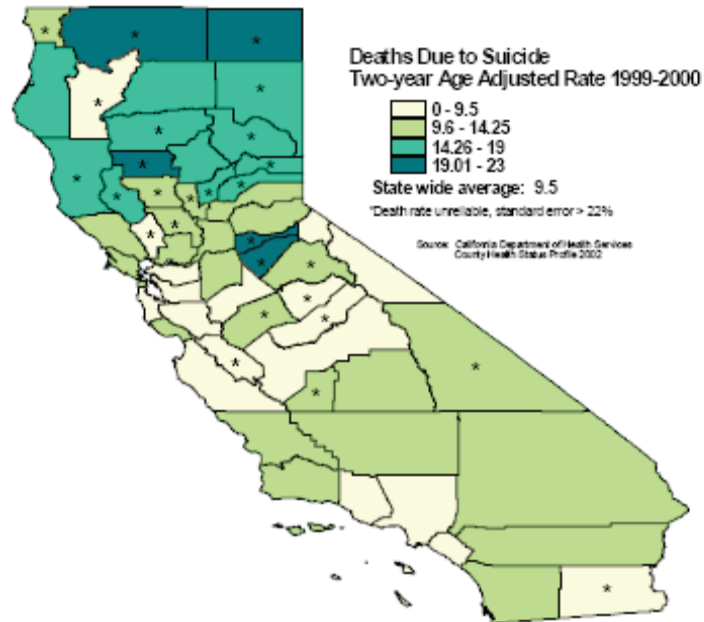 Deaths Due to Suicide
Two-year Age Adjusted Rate 1999-2000
0 - 9.5
9.6 - 14.25
14.26 - 19
19.01 - 23
State wide average: 9.5
*Death rate unreliable, standard error > 22%
Source: California Department of Health Services
County Health Status Profile 2002